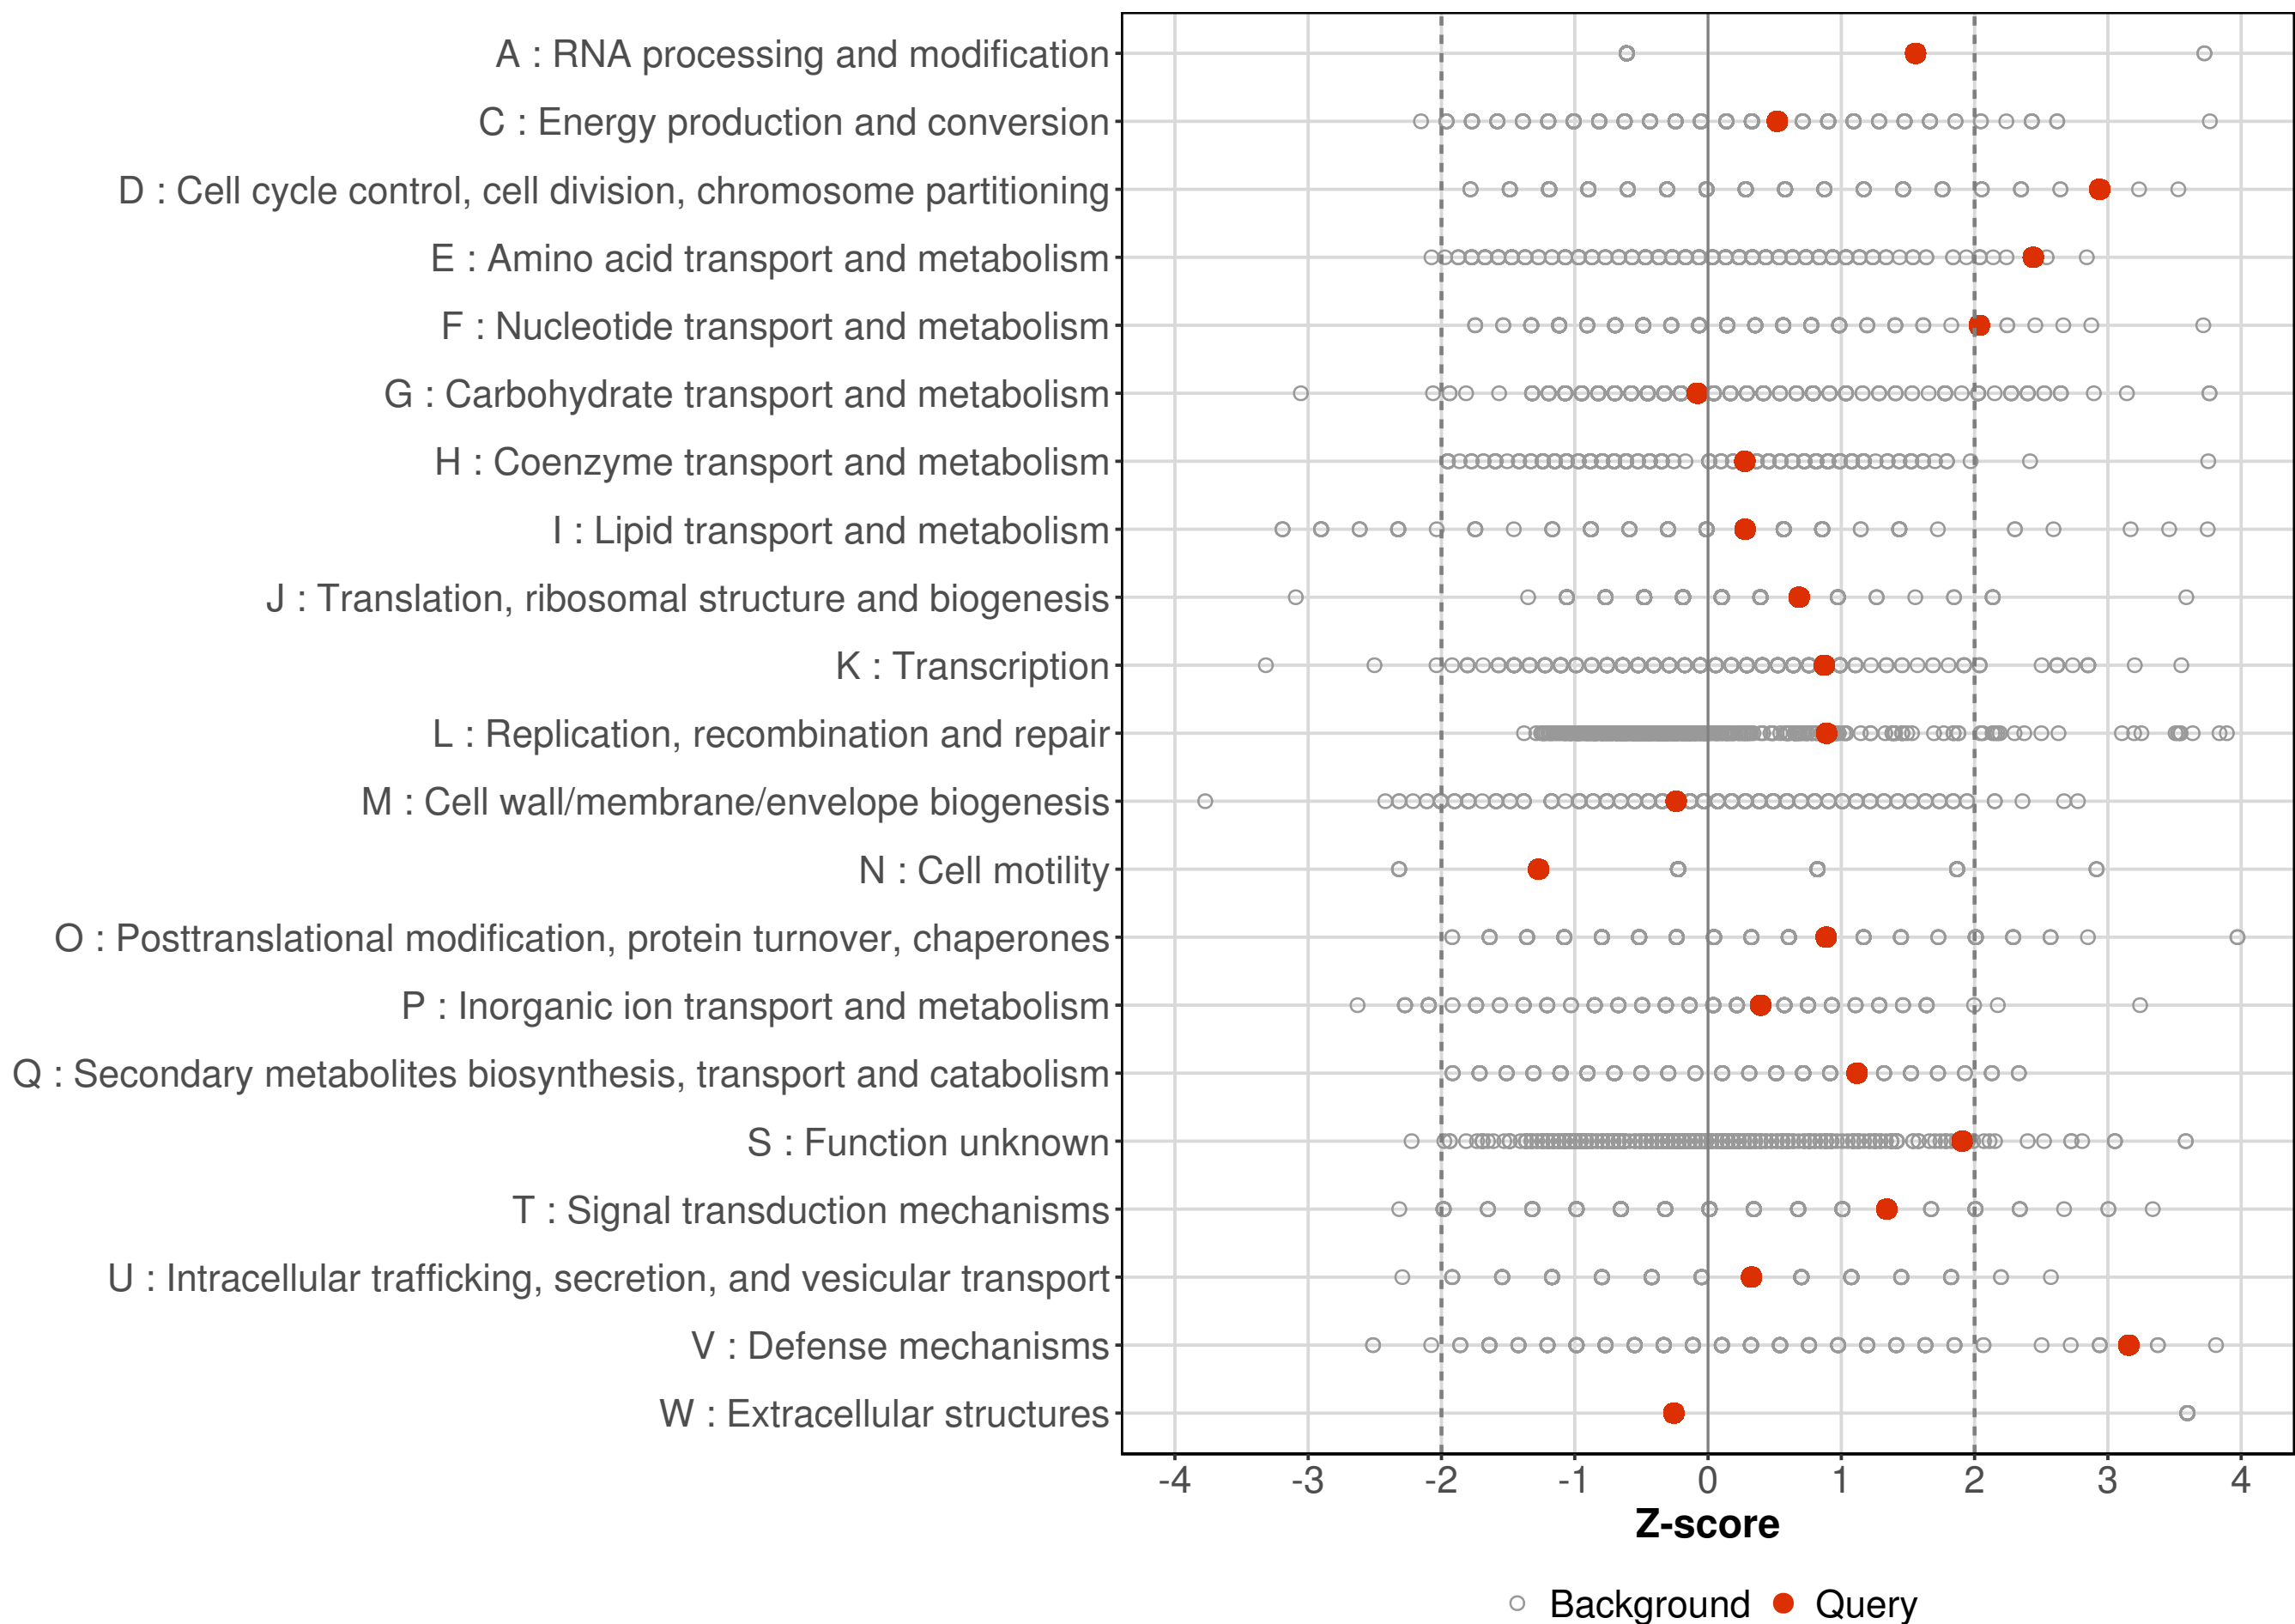 A : RNA processing and modification
C : Energy production and conversion
D : Cell cycle control, cell division, chromosome partitioning
E : Amino acid transport and metabolism
F : Nucleotide transport and metabolism
G : Carbohydrate transport and metabolism
H : Coenzyme transport and metabolism
I : Lipid transport and metabolism
J : Translation, ribosomal structure and biogenesis
K : Transcription
L : Replication, recombination and repair
M : Cell wall/membrane/envelope biogenesis
N : Cell motility
O : Posttranslational modification, protein turnover, chaperones
P : Inorganic ion transport and metabolism
Q : Secondary metabolites biosynthesis, transport and catabolism
S : Function unknown
T : Signal transduction mechanisms
U : Intracellular trafficking, secretion, and vesicular transport
V : Defense mechanisms
W : Extracellular structures
-4 -3 -2 -1 0 1 2 3 4
Z-score
Background Query